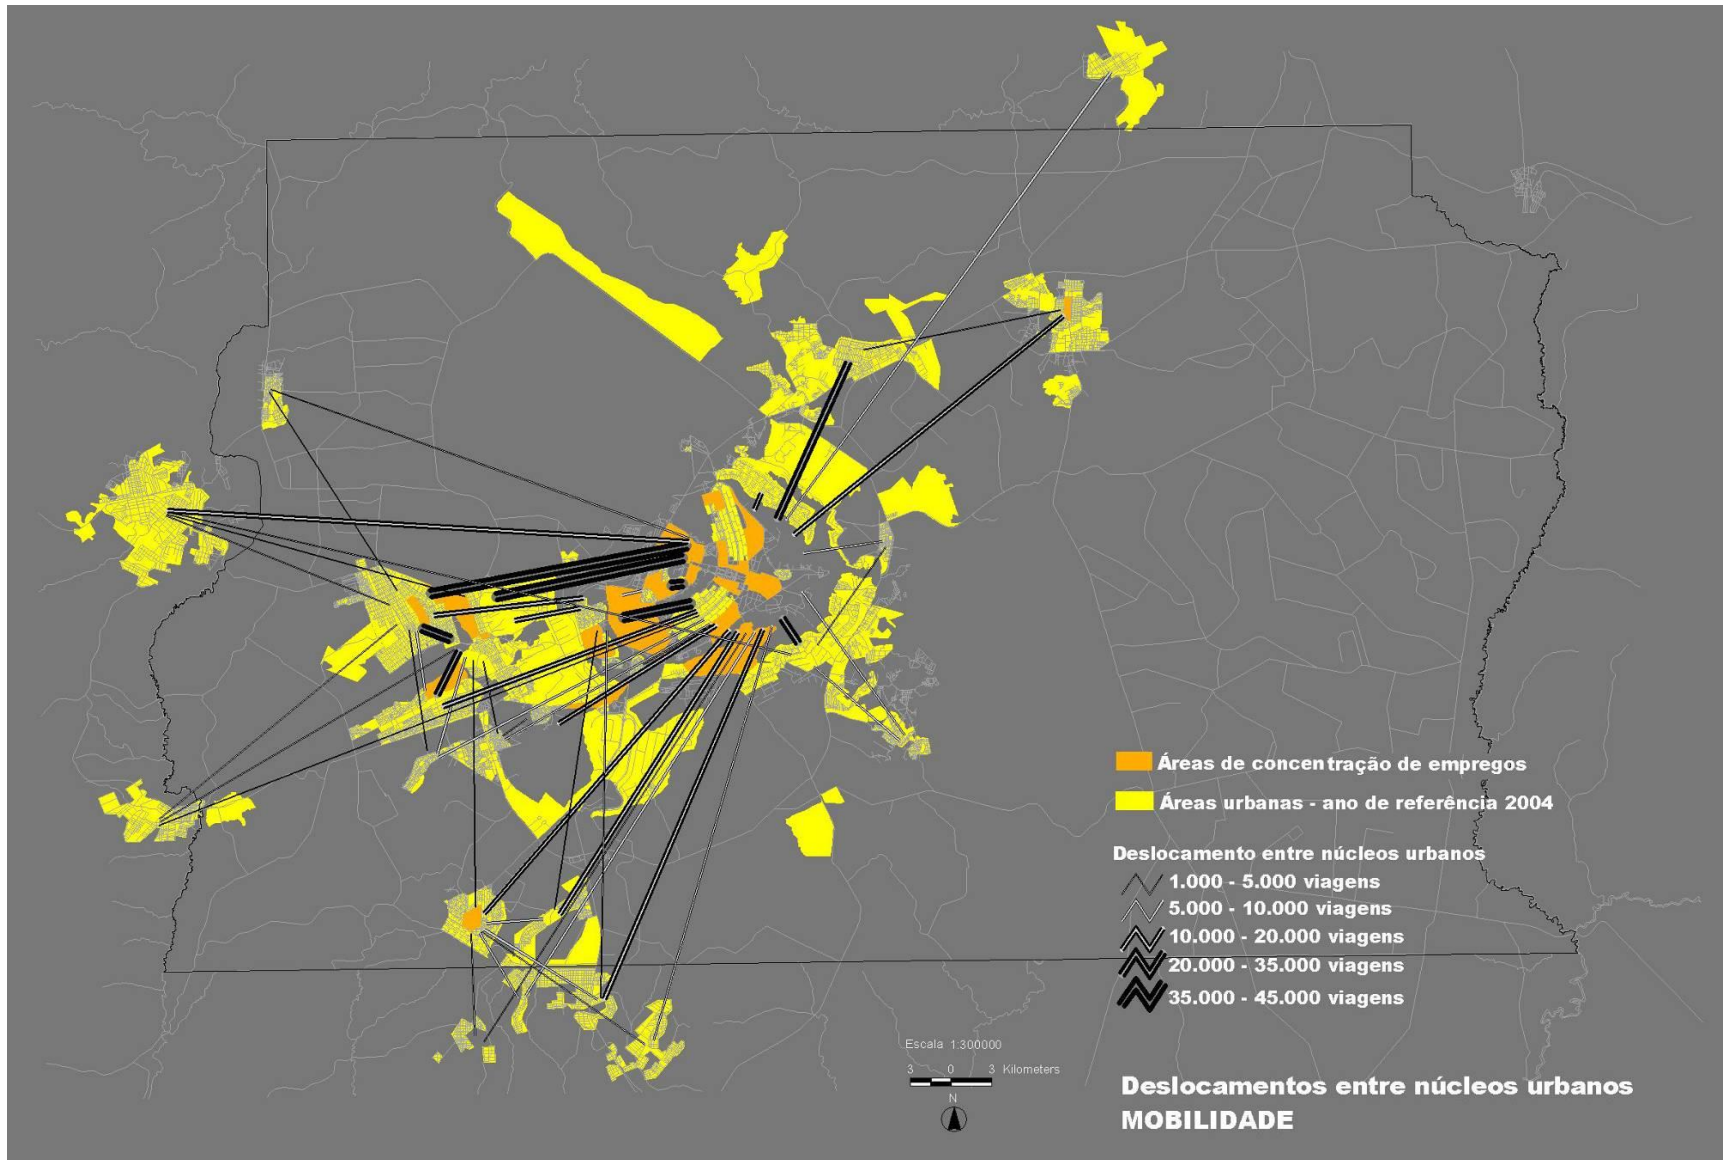 Áreas de concentração de empregos
Áreas urbanas - ano de referência 2004
Deslocamento entre núcleos urbanos
1.000 - 5.000 viagens
5.000 - 10.000 viagens
10.000 - 20.000 viagens
20.000 - 35.000 viagens
35.000 - 45.000 viagens
Escala 1:300000
3 0 3 Kilometers
N
Deslocamentos entre núcleos urbanos
MOBILIDADE